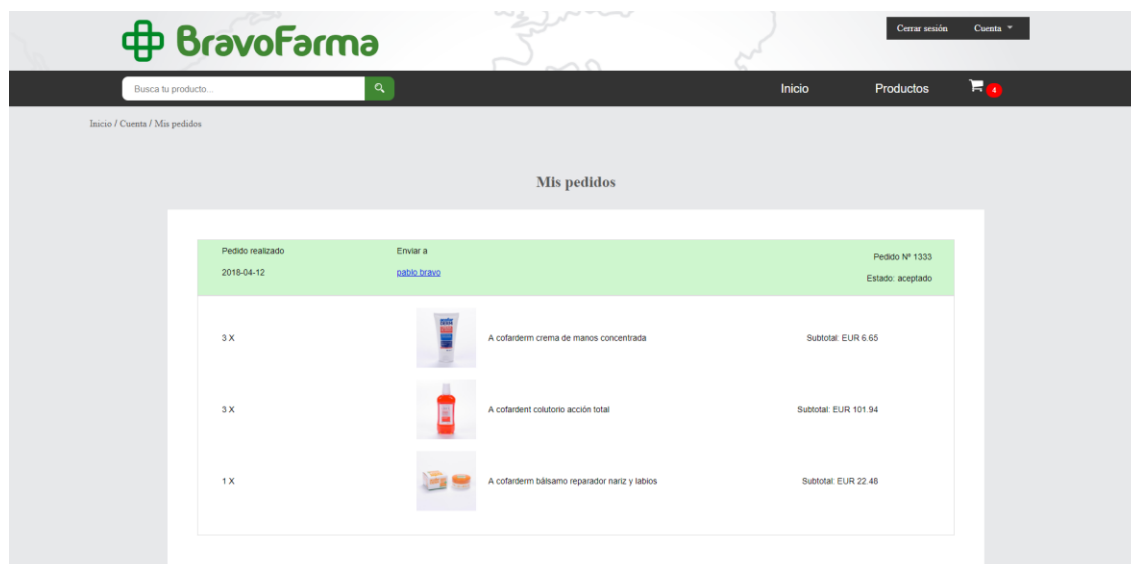 BravoFarma
Cerrar sesión Cuenta
Busca tu producto...
Inicio Productos 4
Inicio / Cuenta / Mis pedidos
Mis pedidos
Pedido realizado Enviar a Pedido Nº 1333
2018-04-12 pablo bravo Estado: aceptado
3 X A cofarderm crema de manos concentrada Subtotal: EUR 6.65
3 X A cofardent colutorio acción total Subtotal: EUR 101.94
1 X A cofarderm bálsamo reparador nariz y labios Subtotal: EUR 22.48